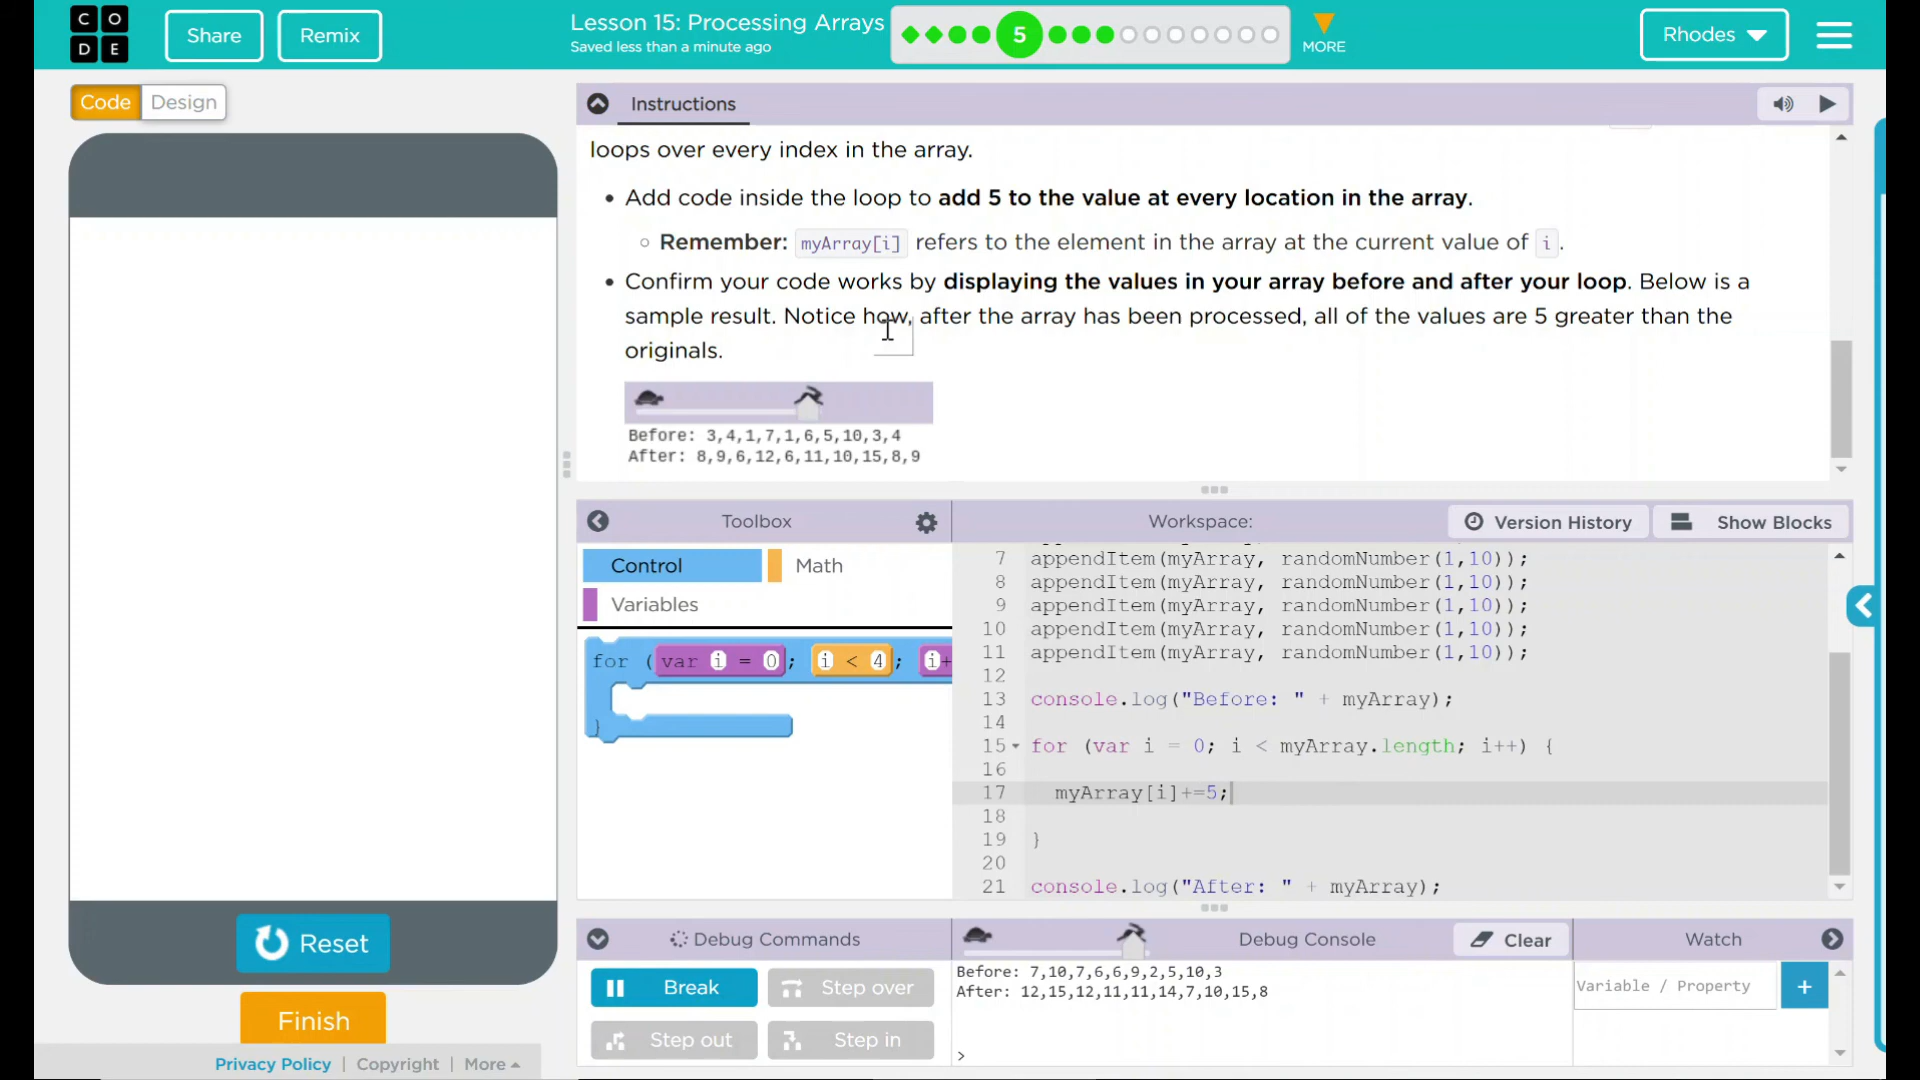 CODE
Share
Remix
Lesson 15: Processing Arrays
Saved less than a minute ago
5
MORE
Rhodes
Code
Design
Instructions
loops over every index in the array.
Add code inside the loop to add 5 to the value at every location in the array.
Remember: myArray[i] refers to the element in the array at the current value of i.
Confirm your code works by displaying the values in your array before and after your loop. Below is a
sample result. Notice how, after the array has been processed, all of the values are 5 greater than the
originals.
Before: 3,4,1,7,1,6,5,10,3,4
After: 8,9,6,12,6,11,10,15,8,9
Toolbox
Workspace:
Version History
Show Blocks
Control
Math
Variables
for (var i = 0; i < 4; i+
}
7 appendItem(myArray, randomNumber(1,10));
8 appendItem(myArray, randomNumber(1,10));
9 appendItem(myArray, randomNumber(1,10));
10 appendItem(myArray, randomNumber(1,10));
11 appendItem(myArray, randomNumber(1,10));
12
13 console.log("Before: " + myArray);
14
15 for (var i = 0; i < myArray.length; i++) {
16
17 myArray[i]+=5;
18
19 }
20
21 console.log("After: " + myArray);
Reset
Finish
Debug Commands
Debug Console
Clear
Watch
Break
Step over
Step out
Step in
Before: 7,10,7,6,6,9,2,5,10,3
After: 12,15,12,11,11,14,7,10,15,8
>
Variable / Property
+
Privacy Policy | Copyright | More